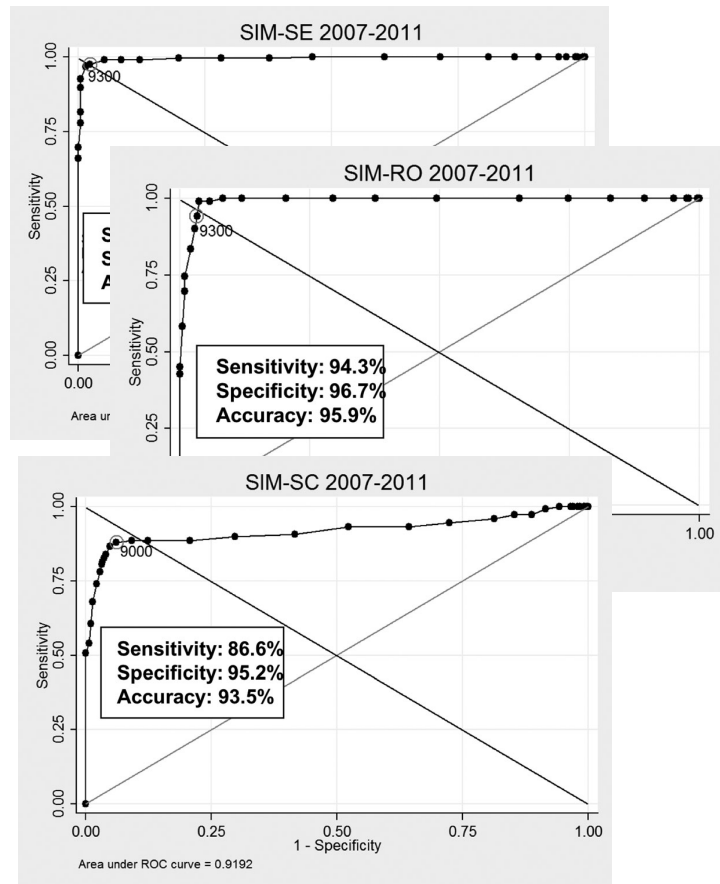 SIM-SE 2007-2011
1.00
0.75
0.50
0.25
0.00
Sensitivity
9300
S
S
A
0.00
Area ur
SIM-RO 2007-2011
1.00
0.75
0.50
0.25
Sensitivity
9300
Sensitivity: 94.3%
Specificity: 96.7%
Accuracy: 95.9%
1.00
SIM-SC 2007-2011
1.00
0.75
0.50
0.25
0.00
Sensitivity
9000
Sensitivity: 86.6%
Specificity: 95.2%
Accuracy: 93.5%
0.00 0.25 0.50 0.75 1.00
1 - Specificity
Area under ROC curve = 0.9192